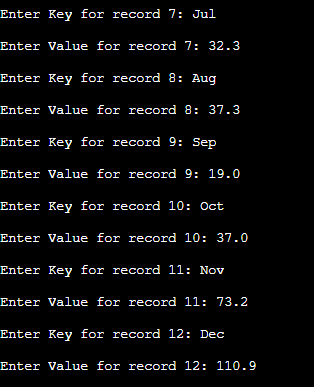 Enter Key for record 7: Jul
Enter Value for record 7: 32.3
Enter Key for record 8: Aug
Enter Value for record 8: 37.3
Enter Key for record 9: Sep
Enter Value for record 9: 19.0
Enter Key for record 10: Oct
Enter Value for record 10: 37.0
Enter Key for record 11: Nov
Enter Value for record 11: 73.2
Enter Key for record 12: Dec
Enter Value for record 12: 110.9